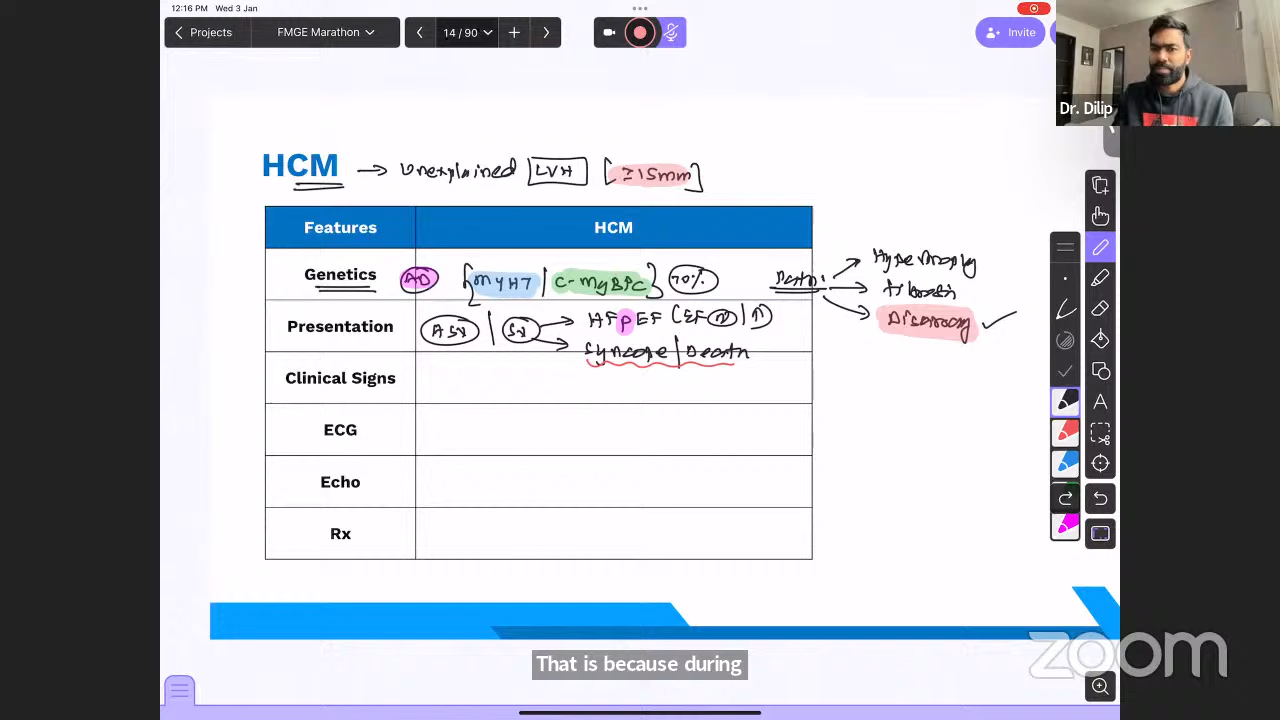 12:16 PM Wed 3 Jan
Projects FMGE Marathon 14 / 90 Invite
Dr. Dilip
HCM → Unexplained LVH [≥15mm]
Features HCM
Genetics AD {MYH7 | C-MyBPC} 70%
Path:
Hypertrophy
fibrosis
Disarray ✓
Presentation ASx | Sx → HFPEF (EF (N) | ↑)
→ Syncope | Death
Clinical Signs
ECG
Echo
Rx
That is because during
zoom